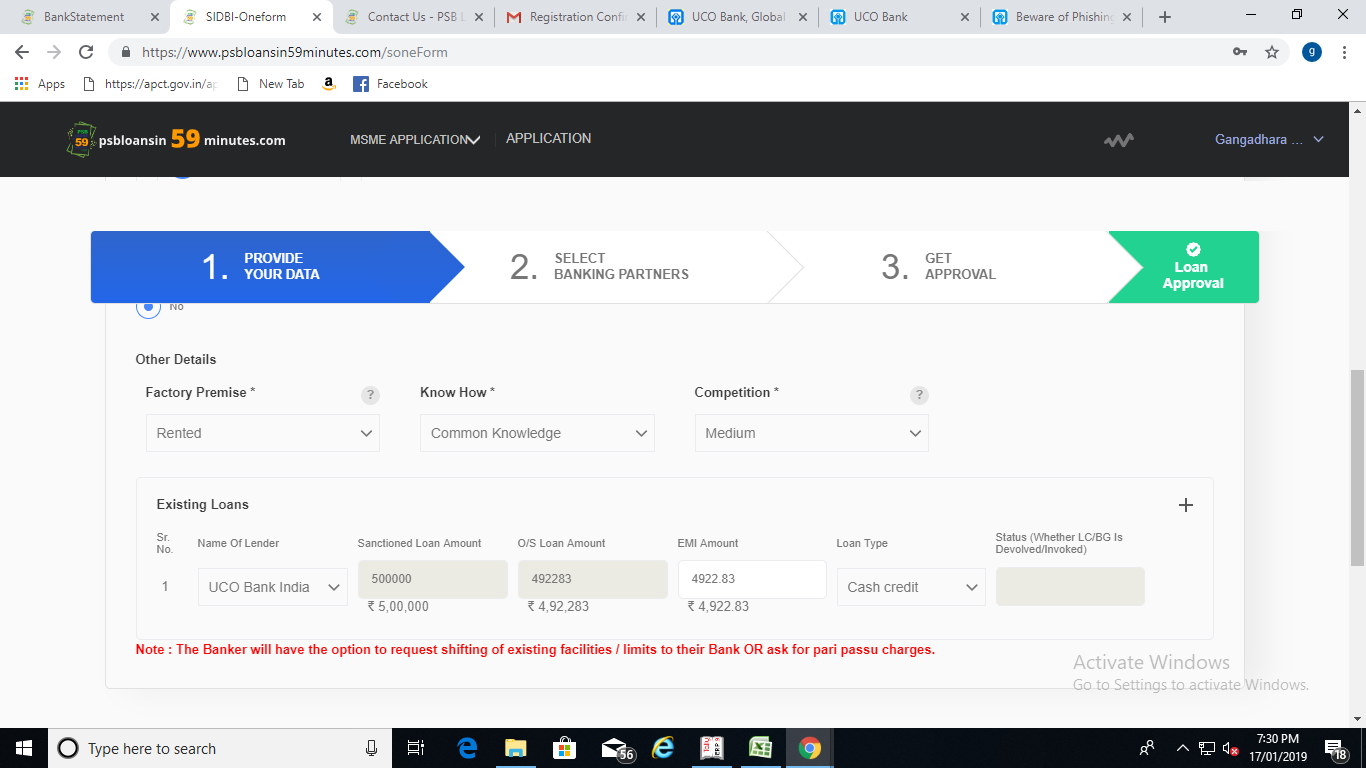 BankStatement
SIDBI-Oneform
Contact Us - PSB L
Registration Confi
UCO Bank, Global
UCO Bank
Beware of Phishing
https://www.psbloansin59minutes.com/soneForm
g
Apps
https://apct.gov.in/ap
New Tab
Facebook
psbloansin 59 minutes.com
MSME APPLICATION
APPLICATION
Gangadhara ...
1. PROVIDE
YOUR DATA
2. SELECT
BANKING PARTNERS
3. GET
APPROVAL
Loan
Approval
No
Other Details
Factory Premise *
?
Know How *
Competition *
?
Rented
Common Knowledge
Medium
Existing Loans
Sr.
No.
Name Of Lender
Sanctioned Loan Amount
O/S Loan Amount
EMI Amount
Loan Type
Status (Whether LC/BG Is
Devolved/Invoked)
1
UCO Bank India
500000
492283
4922.83
Cash credit
₹ 5,00,000
₹ 4,92,283
₹ 4,922.83
Note : The Banker will have the option to request shifting of existing facilities / limits to their Bank OR ask for pari passu charges.
Activate Windows
Go to Settings to activate Windows.
Type here to search
56
7:30 PM
17/01/2019
18